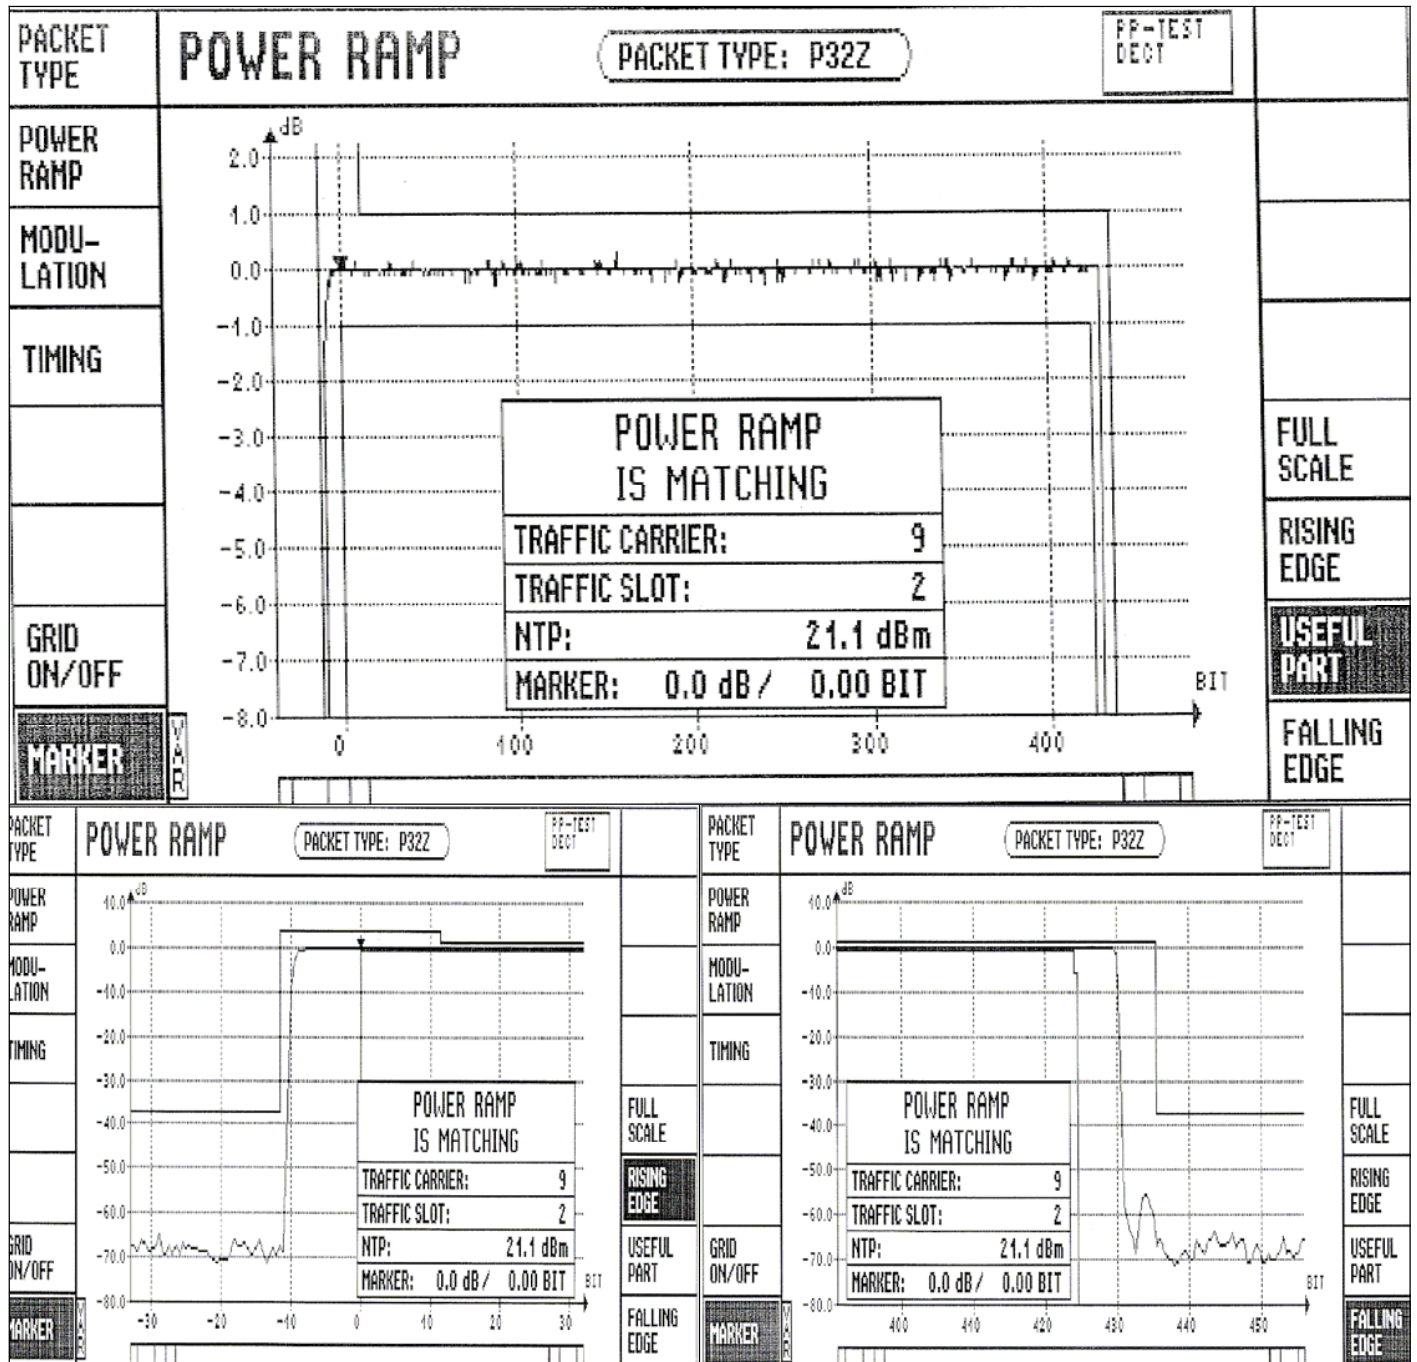 PACKET
TYPE
POWER RAMP
PACKET TYPE: P32Z
PP-TEST
DECT
POWER
RAMP
MODU-
LATION
TIMING
GRID
ON/OFF
MARKER
VAR
dB
2.0
1.0
0.0
-1.0
-2.0
-3.0
-4.0
-5.0
-6.0
-7.0
-8.0
0 100 200 300 400
BIT
POWER RAMP
IS MATCHING
TRAFFIC CARRIER: 9
TRAFFIC SLOT: 2
NTP: 21.1 dBm
MARKER: 0.0 dB / 0.00 BIT
FULL
SCALE
RISING
EDGE
USEFUL
PART
FALLING
EDGE
PACKET
TYPE
POWER RAMP
PACKET TYPE: P32Z
PP-TEST
DECT
POWER
RAMP
MODU-
LATION
TIMING
GRID
ON/OFF
MARKER
VAR
dB
10.0
0.0
-10.0
-20.0
-30.0
-40.0
-50.0
-60.0
-70.0
-80.0
-30 -20 -10 0 10 20 30
BIT
POWER RAMP
IS MATCHING
TRAFFIC CARRIER: 9
TRAFFIC SLOT: 2
NTP: 21.1 dBm
MARKER: 0.0 dB / 0.00 BIT
FULL
SCALE
RISING
EDGE
USEFUL
PART
FALLING
EDGE
PACKET
TYPE
POWER RAMP
PACKET TYPE: P32Z
PP-TEST
DECT
POWER
RAMP
MODU-
LATION
TIMING
GRID
ON/OFF
MARKER
VAR
dB
10.0
0.0
-10.0
-20.0
-30.0
-40.0
-50.0
-60.0
-70.0
-80.0
400 410 420 430 440 450
BIT
POWER RAMP
IS MATCHING
TRAFFIC CARRIER: 9
TRAFFIC SLOT: 2
NTP: 21.1 dBm
MARKER: 0.0 dB / 0.00 BIT
FULL
SCALE
RISING
EDGE
USEFUL
PART
FALLING
EDGE